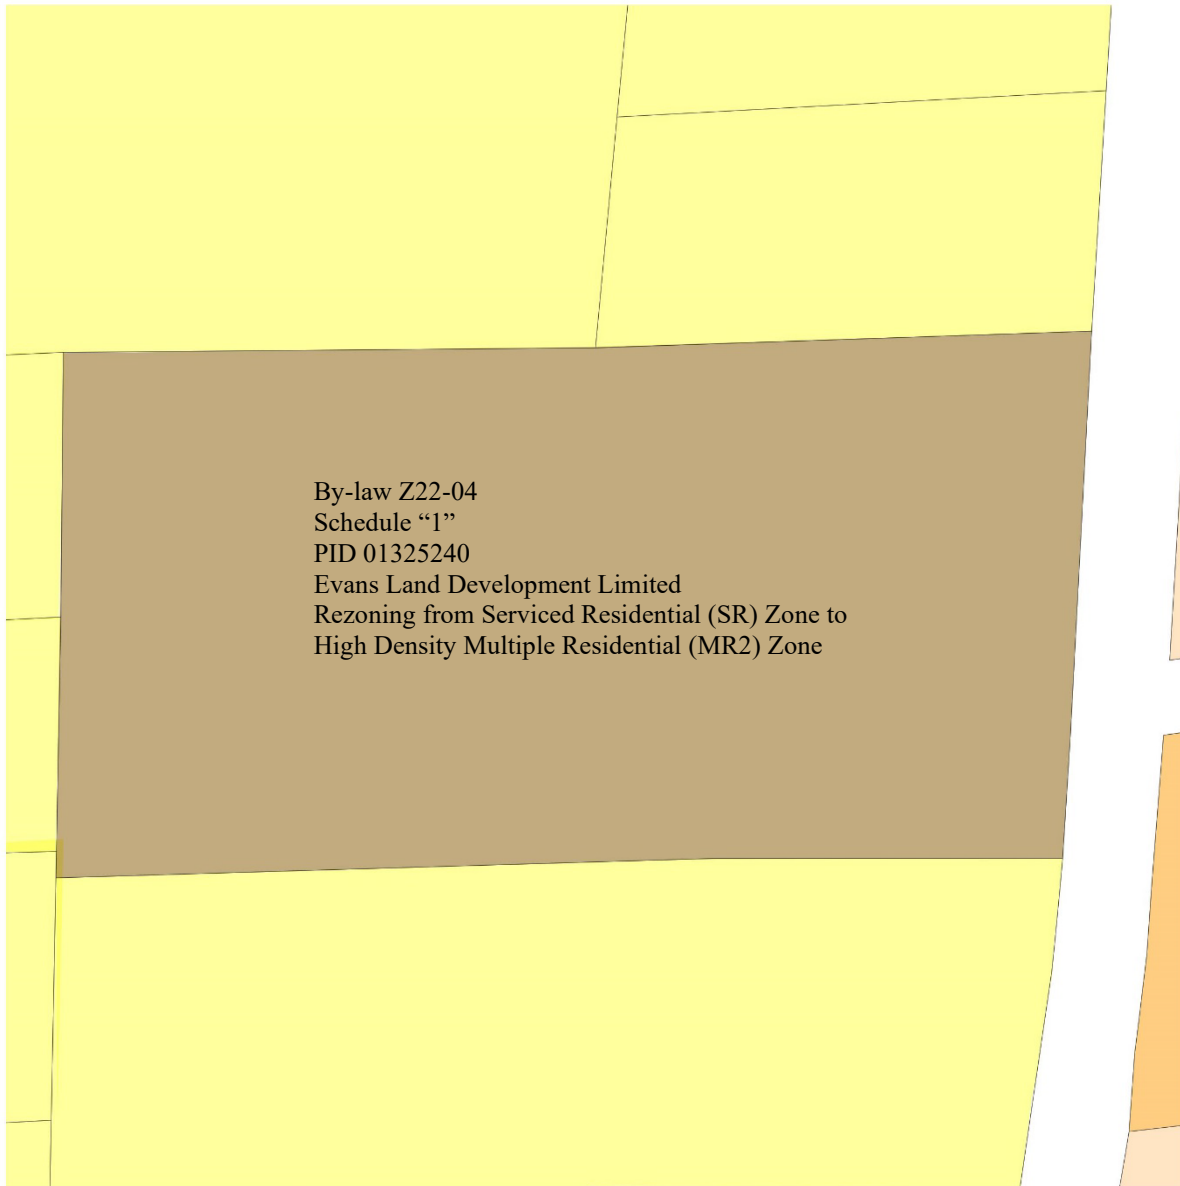 By-law Z22-04
Schedule “1”
PID 01325240
Evans Land Development Limited
Rezoning from Serviced Residential (SR) Zone to
High Density Multiple Residential (MR2) Zone